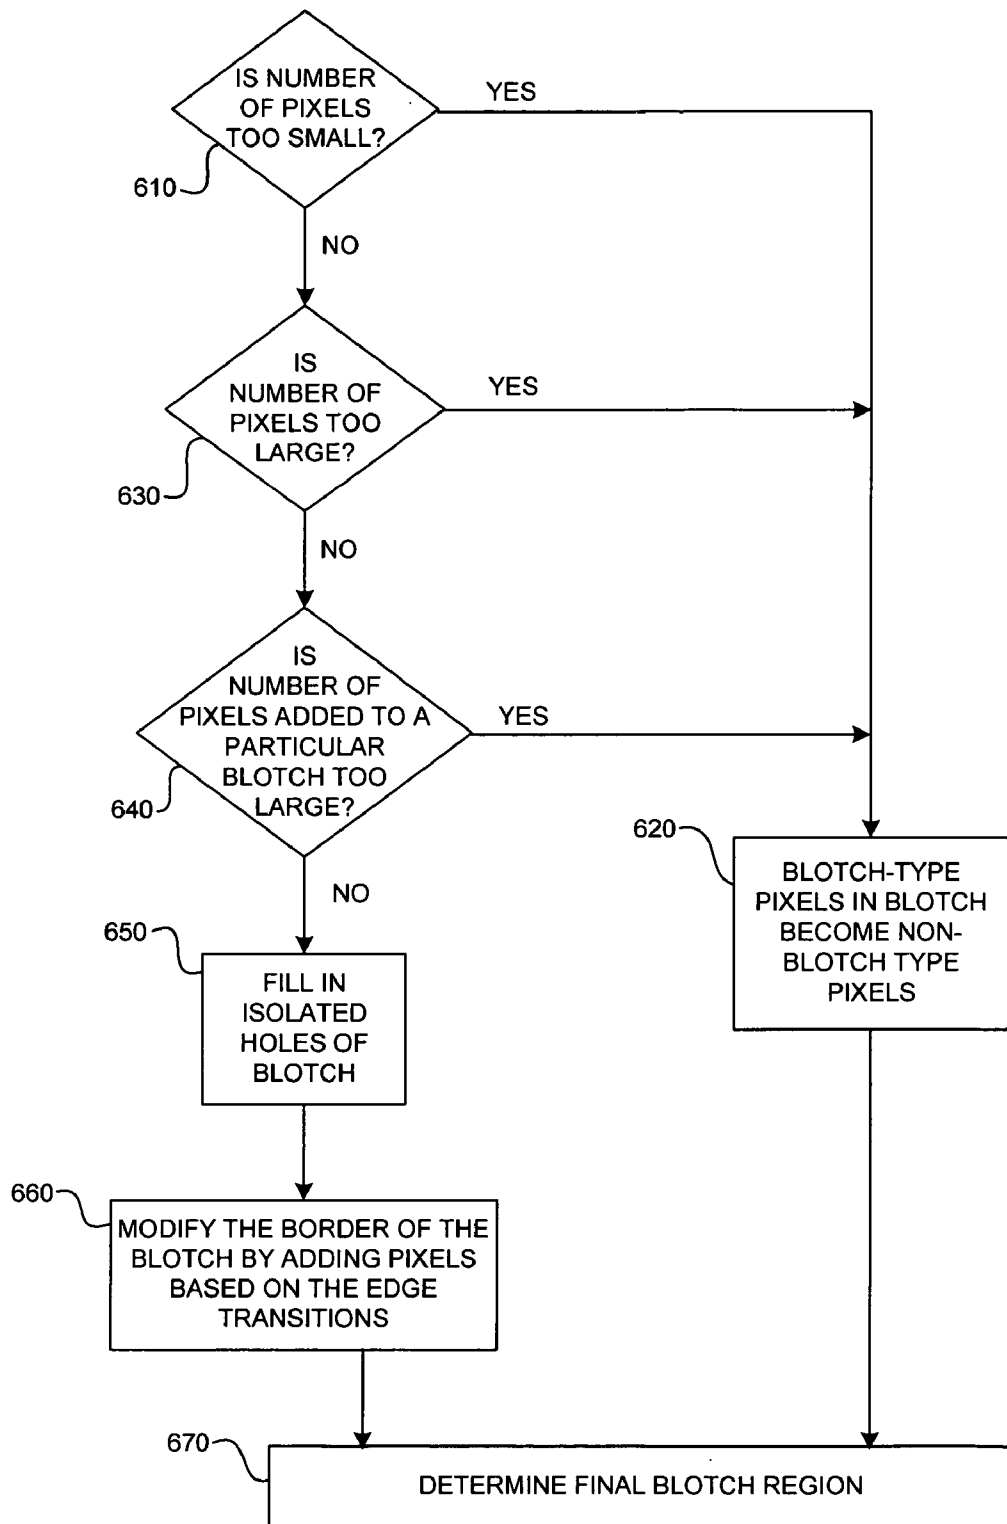 IS NUMBER
OF PIXELS
TOO SMALL?
YES
610
NO
IS
NUMBER OF
PIXELS TOO
LARGE?
YES
630
NO
IS
NUMBER OF
PIXELS ADDED TO A
PARTICULAR
BLOTCH TOO
LARGE?
YES
640
NO
620
BLOTCH-TYPE
PIXELS IN BLOTCH
BECOME NON-
BLOTCH TYPE
PIXELS
650
FILL IN
ISOLATED
HOLES OF
BLOTCH
660
MODIFY THE BORDER OF THE
BLOTCH BY ADDING PIXELS
BASED ON THE EDGE
TRANSITIONS
670
DETERMINE FINAL BLOTCH REGION